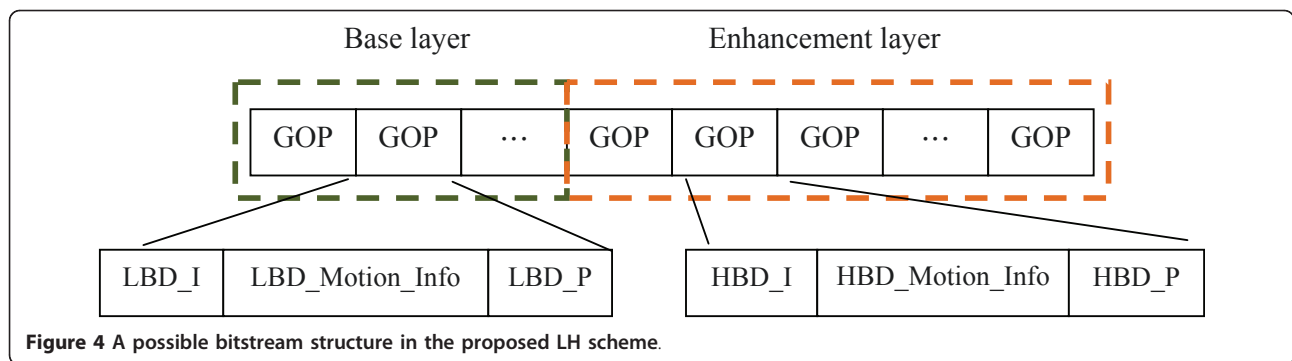 Base layer Enhancement layer
GOP GOP ... GOP GOP GOP ... GOP
LBD_I LBD_Motion_Info LBD_P HBD_I HBD_Motion_Info HBD_P
Figure 4 A possible bitstream structure in the proposed LH scheme.